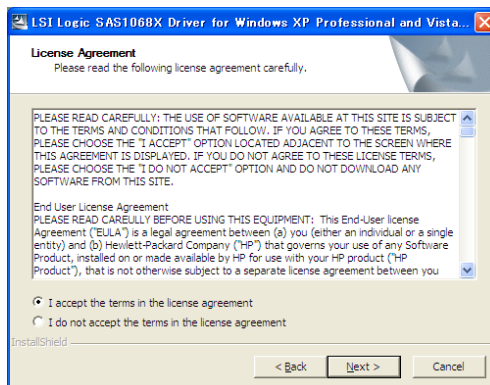 LSI Logic SAS1068X Driver for Windows XP Professional and Vista...
License Agreement
Please read the following license agreement carefully.
PLEASE READ CAREFULLY: THE USE OF SOFTWARE AVAILABLE AT THIS SITE IS SUBJECT
TO THE TERMS AND CONDITIONS THAT FOLLOW. IF YOU AGREE TO THESE TERMS,
PLEASE CHOOSE THE "I ACCEPT" OPTION LOCATED ADJACENT TO THE SCREEN WHERE
THIS AGREEMENT IS DISPLAYED. IF YOU DO NOT AGREE TO THESE LICENSE TERMS,
PLEASE CHOOSE THE "I DO NOT ACCEPT" OPTION AND DO NOT DOWNLOAD ANY
SOFTWARE FROM THIS SITE.
End User License Agreement
PLEASE READ CAREULLY BEFORE USING THIS EQUIPMENT:  This End-User license
Agreement ("EULA") is a legal agreement between (a) you (either an individual or a single
entity) and (b) Hewlett-Packard Company ("HP") that governs your use of any Software
Product, installed on or made available by HP for use with your HP product ("HP
Product"), that is not otherwise subject to a separate license agreement between you
I accept the terms in the license agreement
I do not accept the terms in the license agreement
InstallShield
< Back
Next >
Cancel